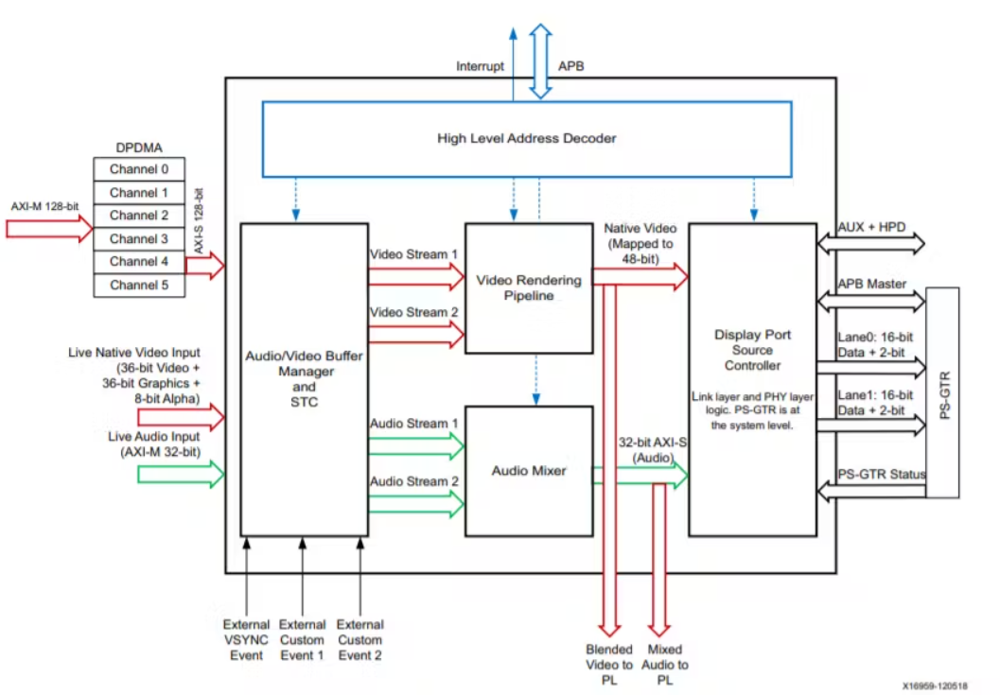 Interrupt
APB
High Level Address Decoder
DPDMA
Channel 0
Channel 1
Channel 2
Channel 3
Channel 4
Channel 5
AXI-M 128-bit
AXI-S 128-bit
Live Native Video Input
(36-bit Video +
36-bit Graphics +
8-bit Alpha)
Live Audio Input
(AXI-M 32-bit)
Audio/Video Buffer
Manager
and
STC
Video Stream 1
Video Stream 2
Audio Stream 1
Audio Stream 2
Video Rendering
Pipeline
Audio Mixer
Native Video
(Mapped to
48-bit)
32-bit AXI-S
(Audio)
Display Port
Source
Controller
Link layer and PHY layer
logic. PS-GTR is at
the system level.
AUX + HPD
APB Master
Lane0: 16-bit
Data + 2-bit
Lane1: 16-bit
Data + 2-bit
PS-GTR Status
PS-GTR
External
VSYNC
Event
External
Custom
Event 1
External
Custom
Event 2
Blended
Video to
PL
Mixed
Audio to
PL
X16959-120518